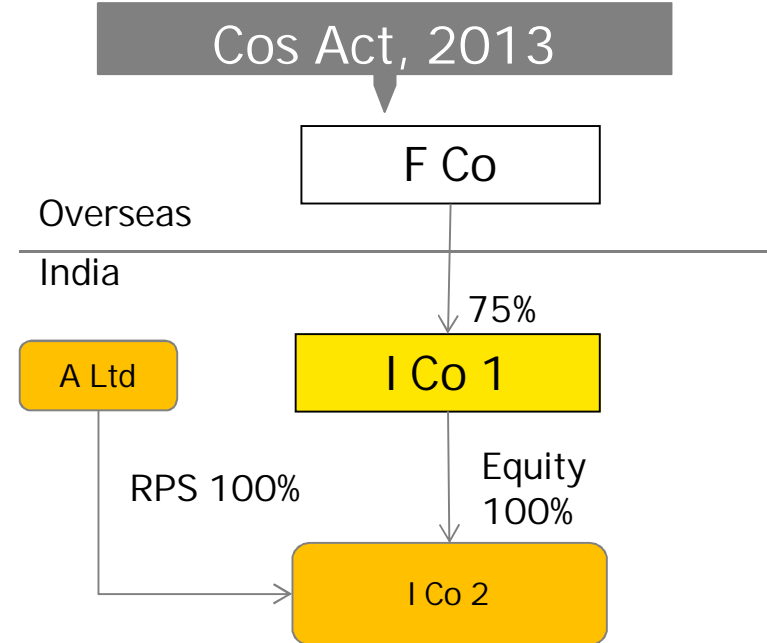 Cos Act, 2013
F Co
Overseas
India
75%
A Ltd
I Co 1
RPS 100%
Equity
100%
I Co 2